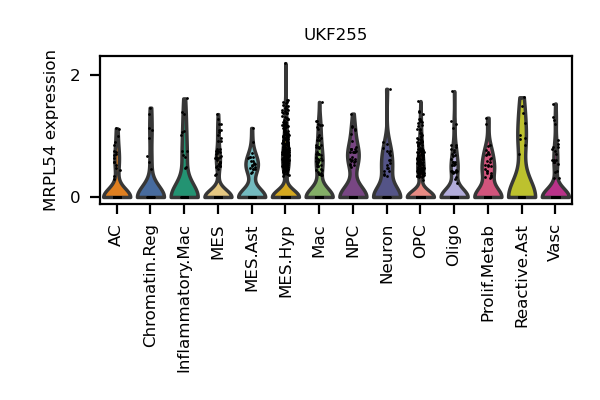 UKF255
MRPL54 expression
2
0
AC
Chromatin.Reg
Inflammatory.Mac
MES
MES.Ast
MES.Hyp
Mac
NPC
Neuron
OPC
Oligo
Prolif.Metab
Reactive.Ast
Vasc